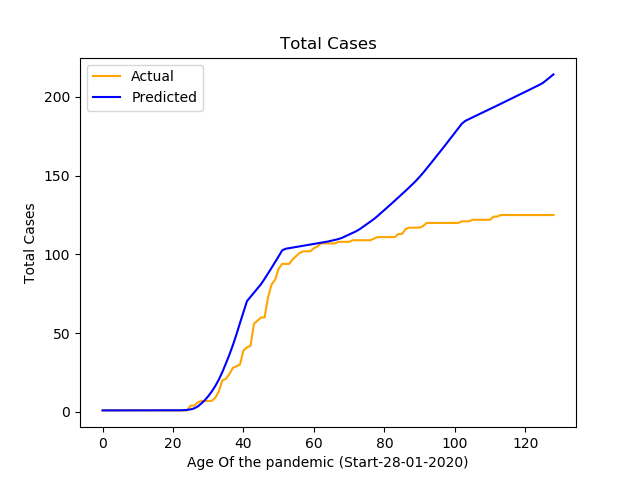 Total Cases
Actual
Predicted
200
150
100
50
0
Total Cases
0 20 40 60 80 100 120
Age Of the pandemic (Start-28-01-2020)